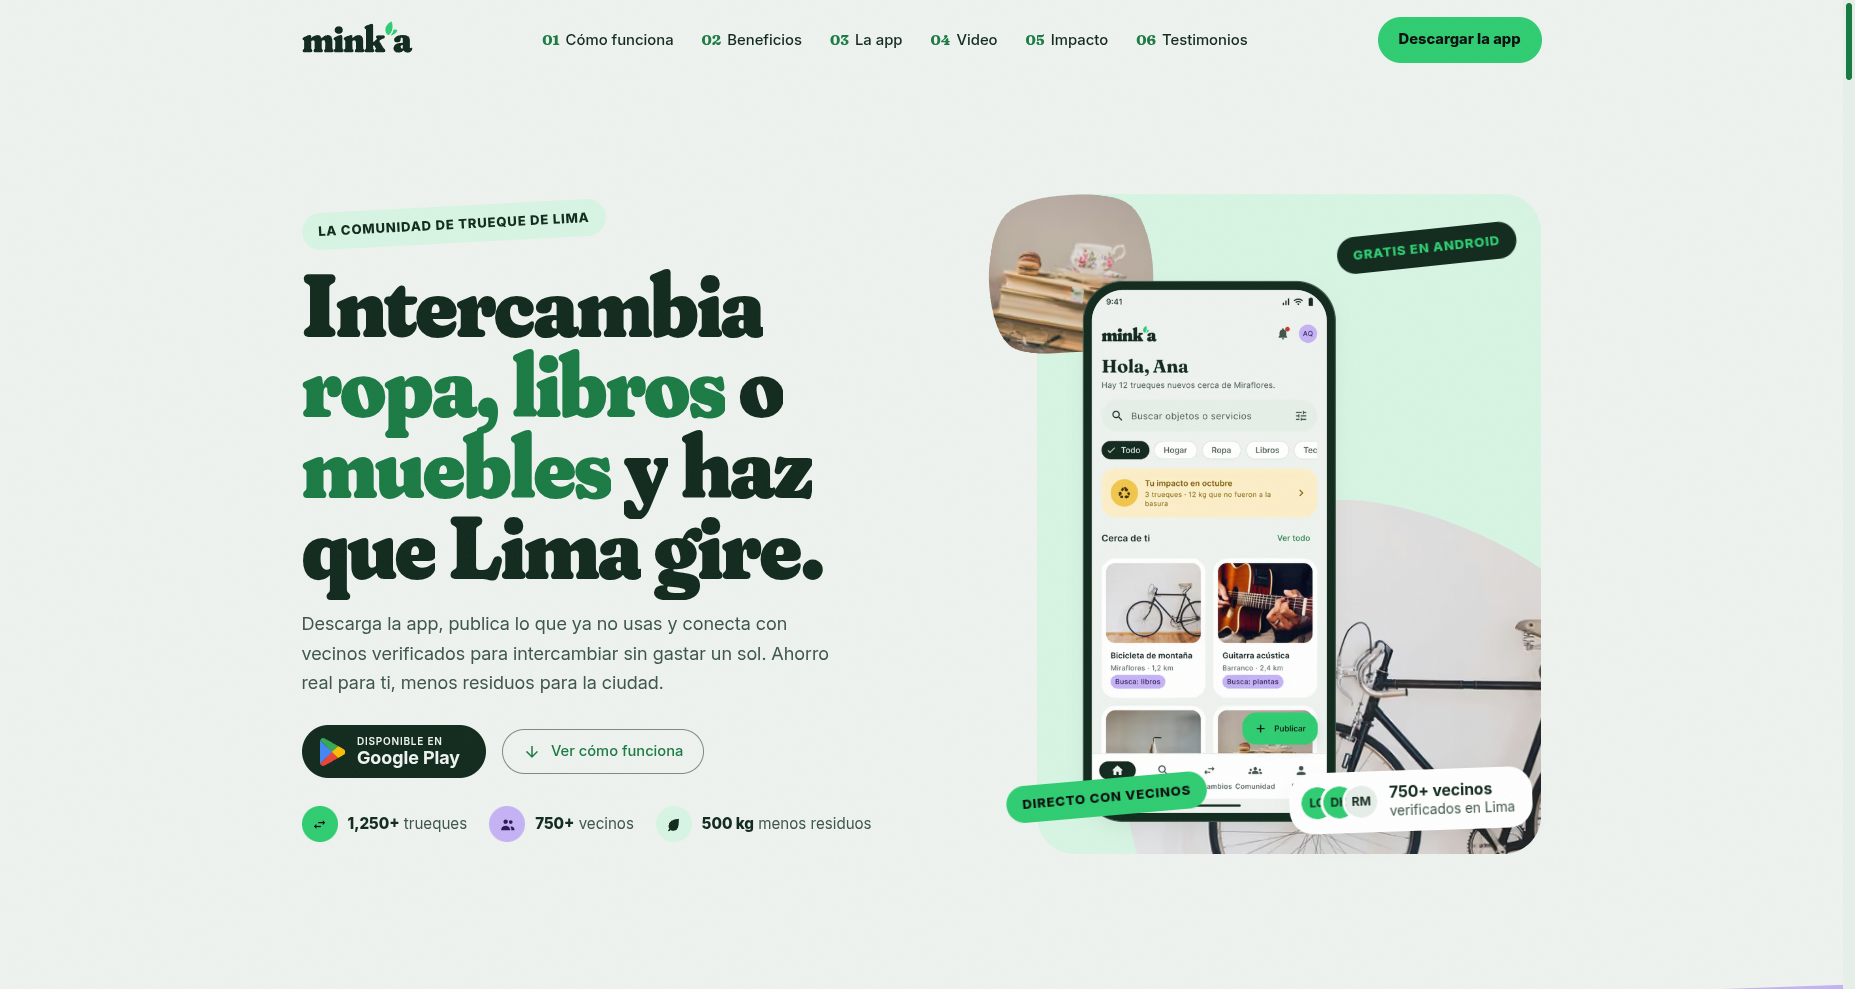 mink'a
01 Cómo funciona
02 Beneficios
03 La app
04 Video
05 Impacto
06 Testimonios
Descargar la app
LA COMUNIDAD DE TRUEQUE DE LIMA
Intercambia
ropa, libros o
muebles y haz
que Lima gire.
Descarga la app, publica lo que ya no usas y conecta con
vecinos verificados para intercambiar sin gastar un sol. Ahorro
real para ti, menos residuos para la ciudad.
DISPONIBLE EN
Google Play
Ver cómo funciona
1,250+ trueques
750+ vecinos
500 kg menos residuos
GRATIS EN ANDROID
9:41
mink'a
AQ
Hola, Ana
Hay 12 trueques nuevos cerca de Miraflores.
Buscar objetos o servicios
Todo
Hogar
Ropa
Libros
Tec
Tu impacto en octubre
3 trueques · 12 kg que no fueron a la
basura
Cerca de ti
Ver todo
Bicicleta de montaña
Miraflores · 1,2 km
Busca: libros
Guitarra acústica
Barranco · 2,4 km
Busca: plantas
Publicar
Comunidad
DIRECTO CON VECINOS
RM
750+ vecinos
verificados en Lima